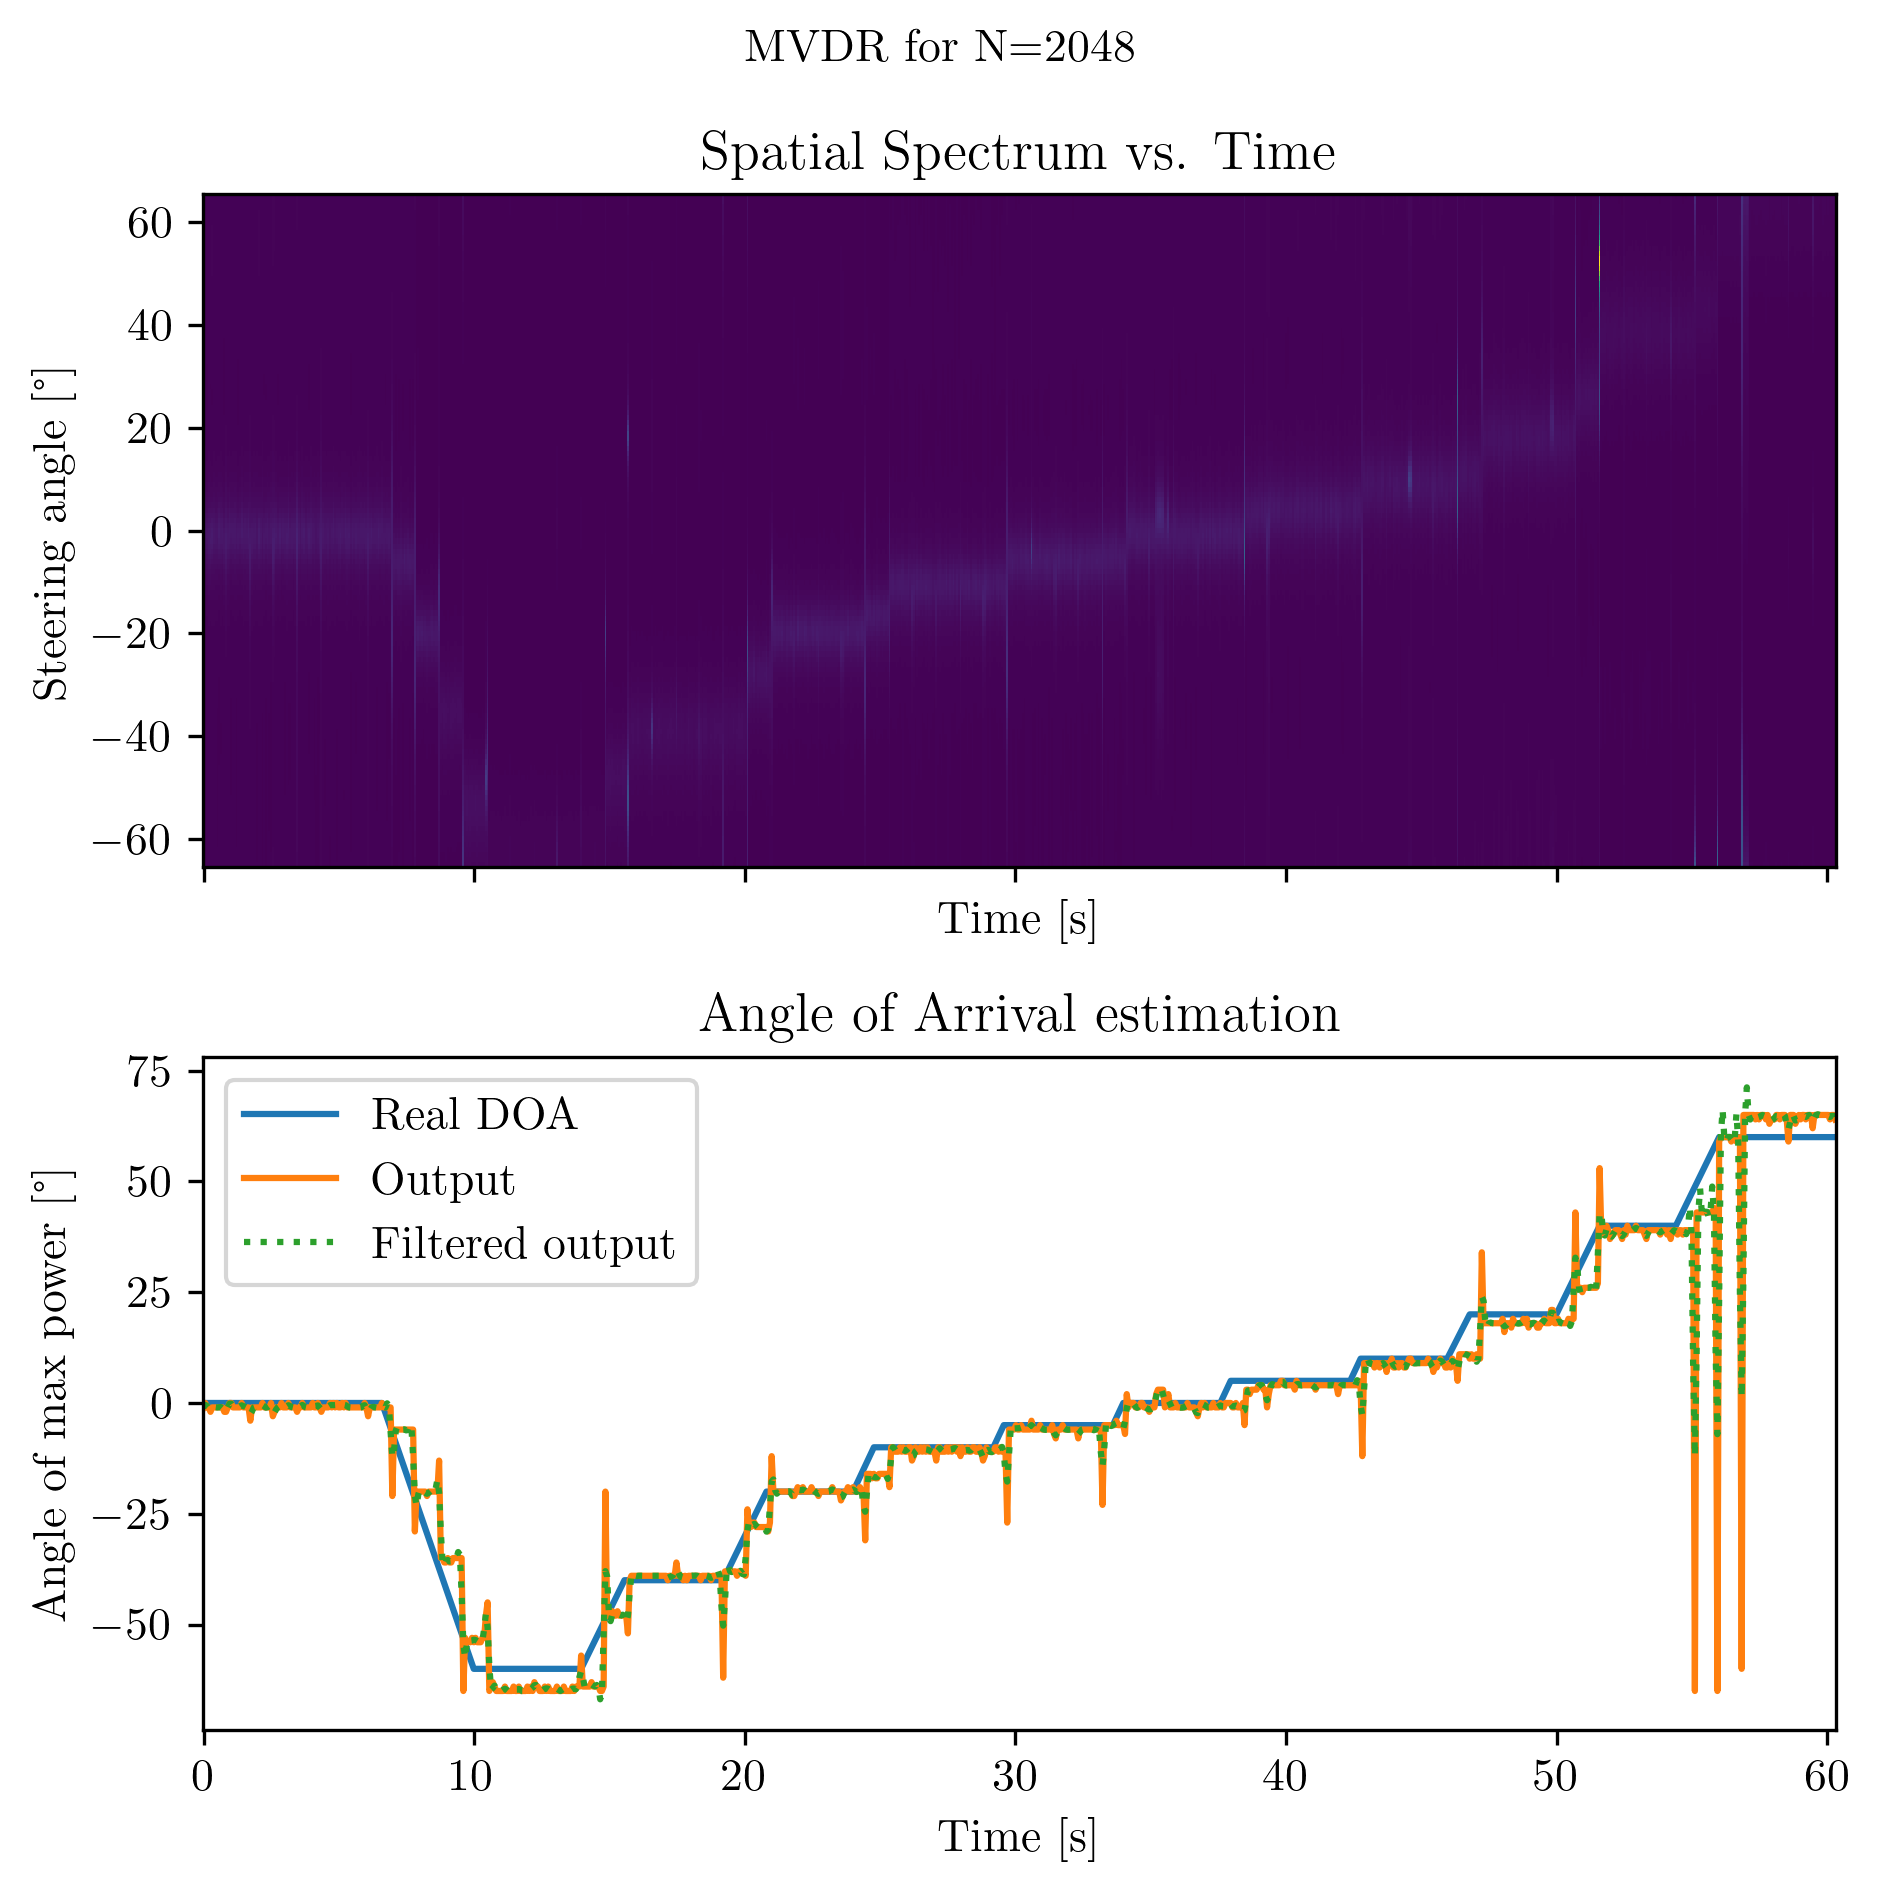 MVDR for N=2048
Spatial Spectrum vs. Time
60
40
20
0
−20
−40
−60
Steering angle [°]
Time [s]
Angle of Arrival estimation
75
50
25
0
−25
−50
Angle of max power [°]
Real DOA
Output
Filtered output
0 10 20 30 40 50 60
Time [s]